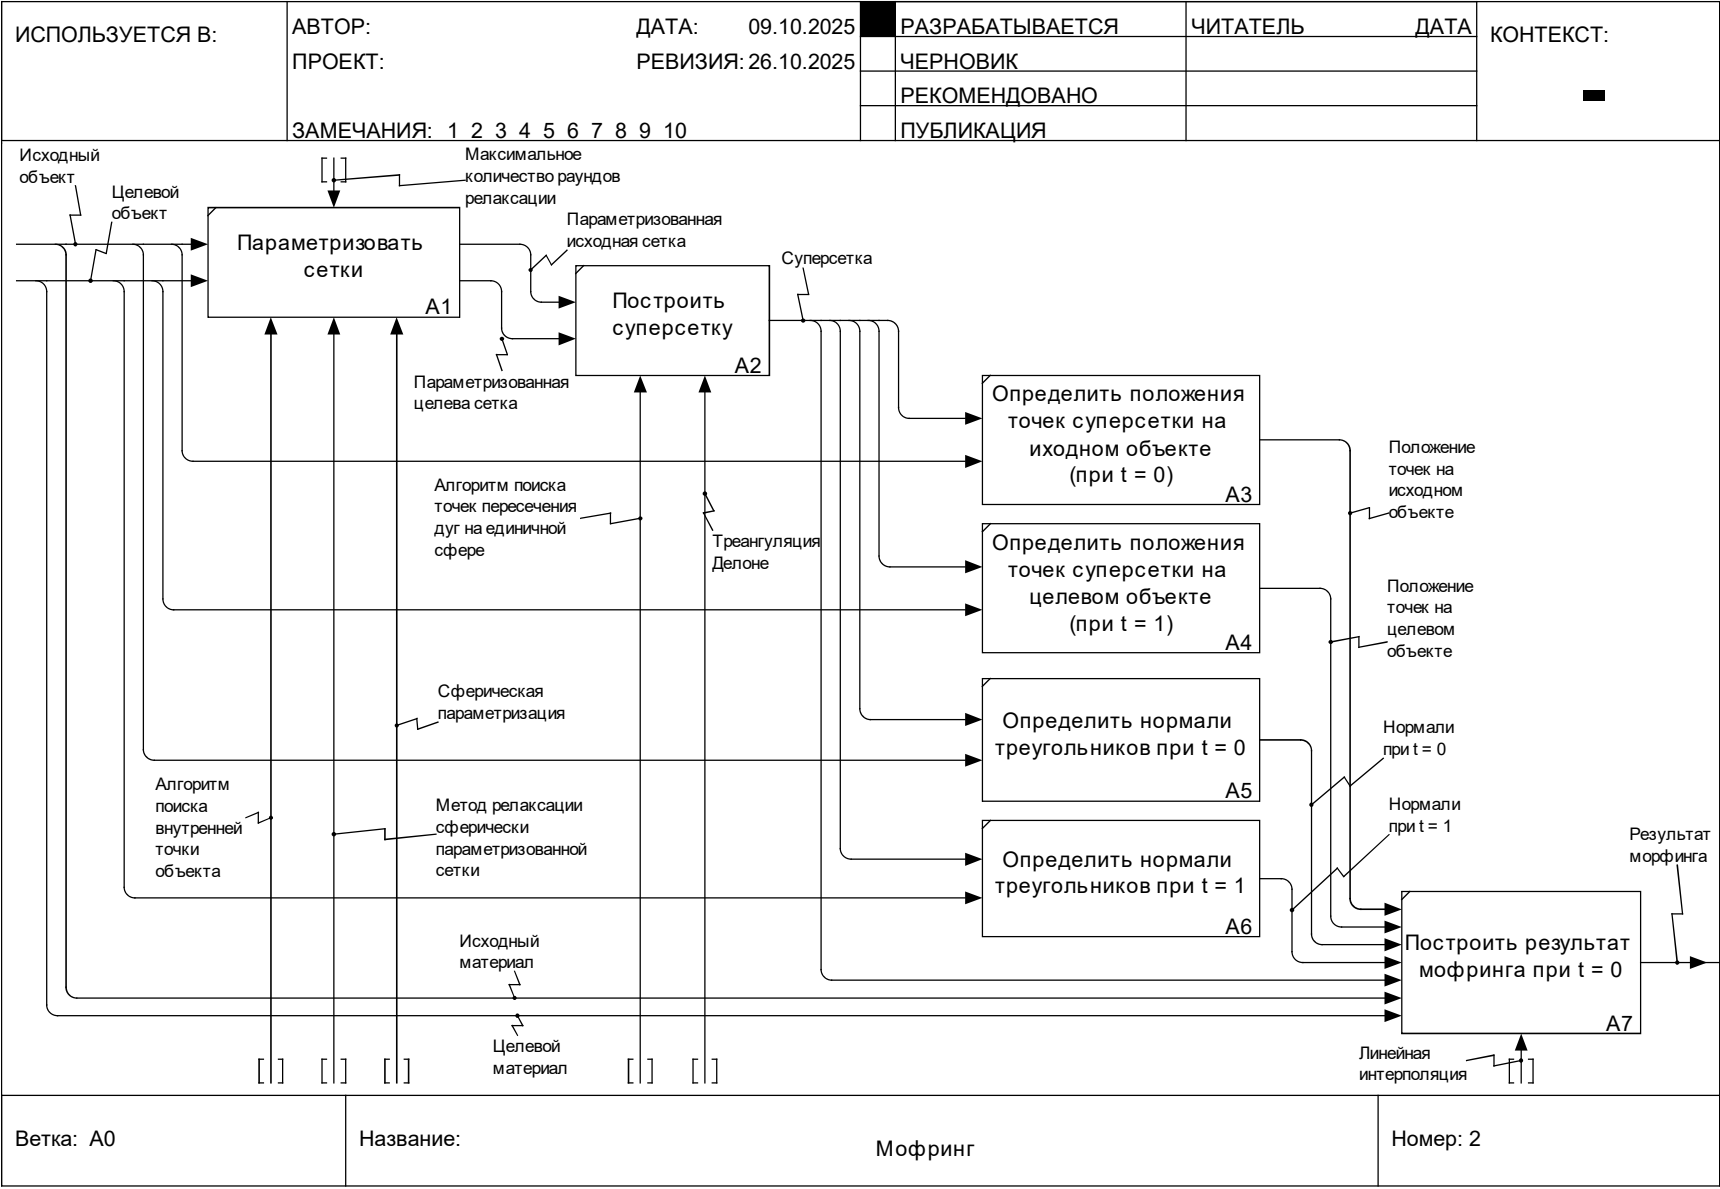 ИСПОЛЬЗУЕТСЯ В:
АВТОР:
ДАТА: 09.10.2025
ПРОЕКТ:
РЕВИЗИЯ: 26.10.2025
ЗАМЕЧАНИЯ: 1 2 3 4 5 6 7 8 9 10
РАЗРАБАТЫВАЕТСЯ
ЧЕРНОВИК
РЕКОМЕНДОВАНО
ПУБЛИКАЦИЯ
ЧИТАТЕЛЬ
ДАТА
КОНТЕКСТ:
Исходный
объект
Целевой
объект
Максимальное
количество раундов
релаксации
Параметризовать
сетки
A1
Параметризованная
исходная сетка
Параметризованная
целева сетка
Построить
суперсетку
A2
Суперсетка
Определить положения
точек суперсетки на
иходном объекте
(при t = 0)
A3
Положение
точек на
исходном
объекте
Алгоритм поиска
точек пересечения
дуг на единичной
сфере
Треангуляция
Делоне
Определить положения
точек суперсетки на
целевом объекте
(при t = 1)
A4
Положение
точек на
целевом
объекте
Сферическая
параметризация
Определить нормали
треугольников при t = 0
A5
Нормали
при t = 0
Алгоритм
поиска
внутренней
точки
объекта
Метод релаксации
сферически
параметризованной
сетки
Определить нормали
треугольников при t = 1
A6
Нормали
при t = 1
Результат
морфинга
Исходный
материал
Целевой
материал
Построить результат
мофринга при t = 0
A7
Линейная
интерполяция
Ветка: A0
Название:
Мофринг
Номер: 2